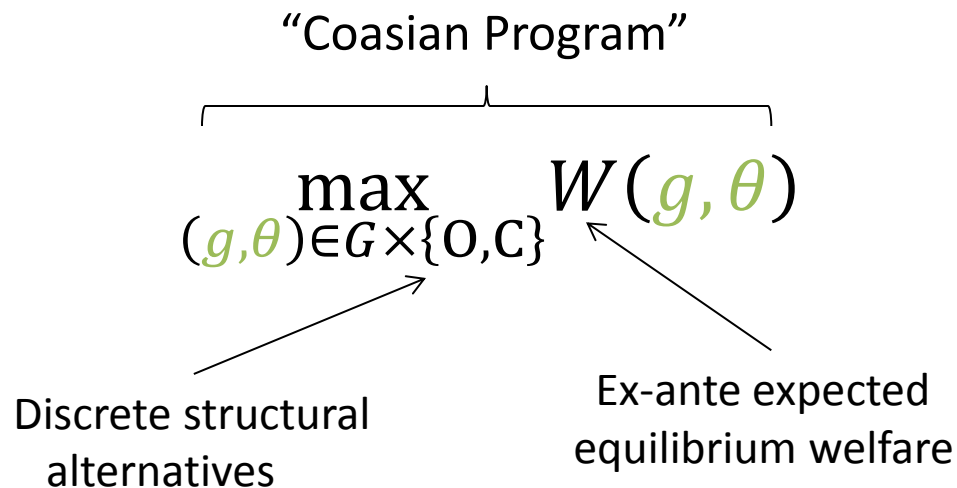 “Coasian Program”
max W(g,θ)
(g,θ)∈G×{O,C}
Discrete structural
alternatives
Ex-ante expected
equilibrium welfare